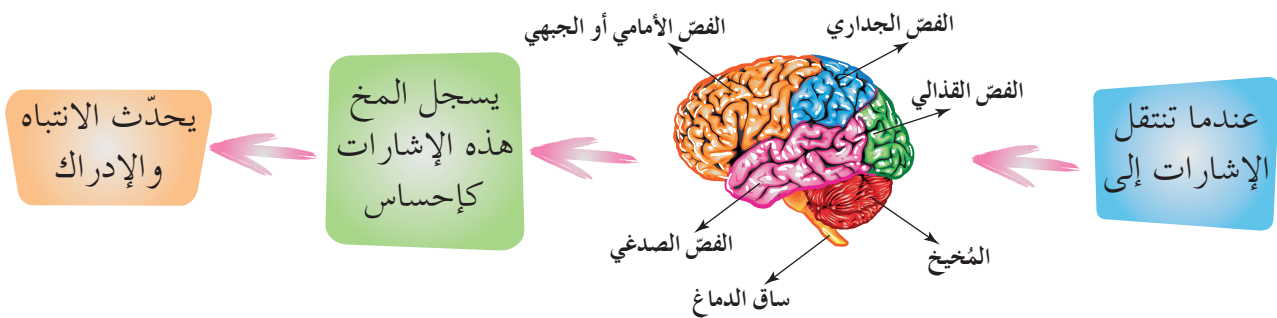 عندما تنتقل
الإشارات إلى
الفصّ الجداري
الفصّ الأمامي أو الجبهي
الفصّ القذالي
المُخيخ
الفصّ الصدغي
ساق الدماغ
يسجل المخ
هذه الإشارات
كإحساس
يحدّث الانتباه
والإدراك